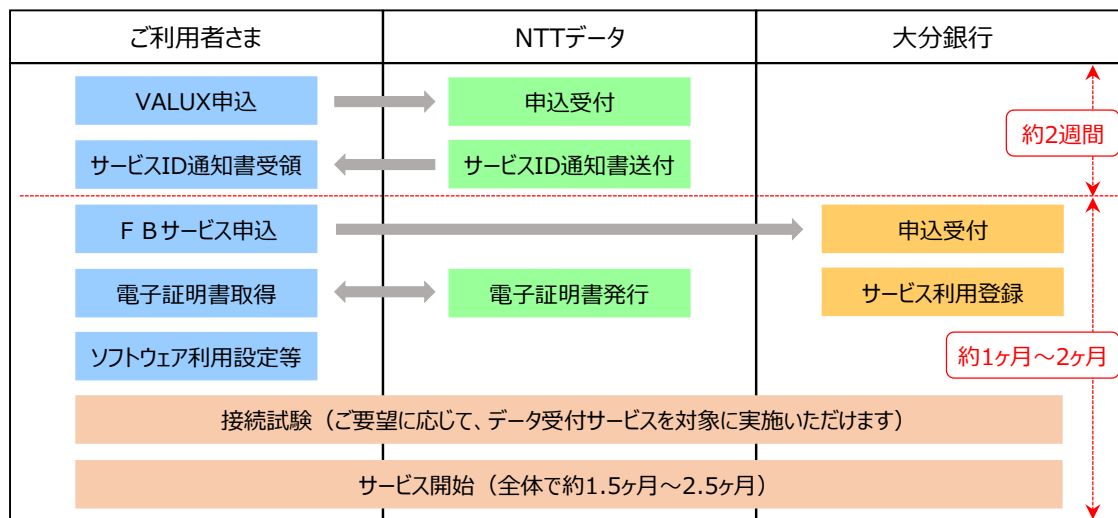 ご利用者さま
NTTデータ
大分銀行
VALUX申込
申込受付
約2週間
サービスID通知書受領
サービスID通知書送付
ＦＢサービス申込
申込受付
電子証明書取得
電子証明書発行
サービス利用登録
ソフトウェア利用設定等
約1ヶ月～2ヶ月
接続試験（ご要望に応じて、データ受付サービスを対象に実施いただけます）
サービス開始（全体で約1.5ヶ月～2.5ヶ月）